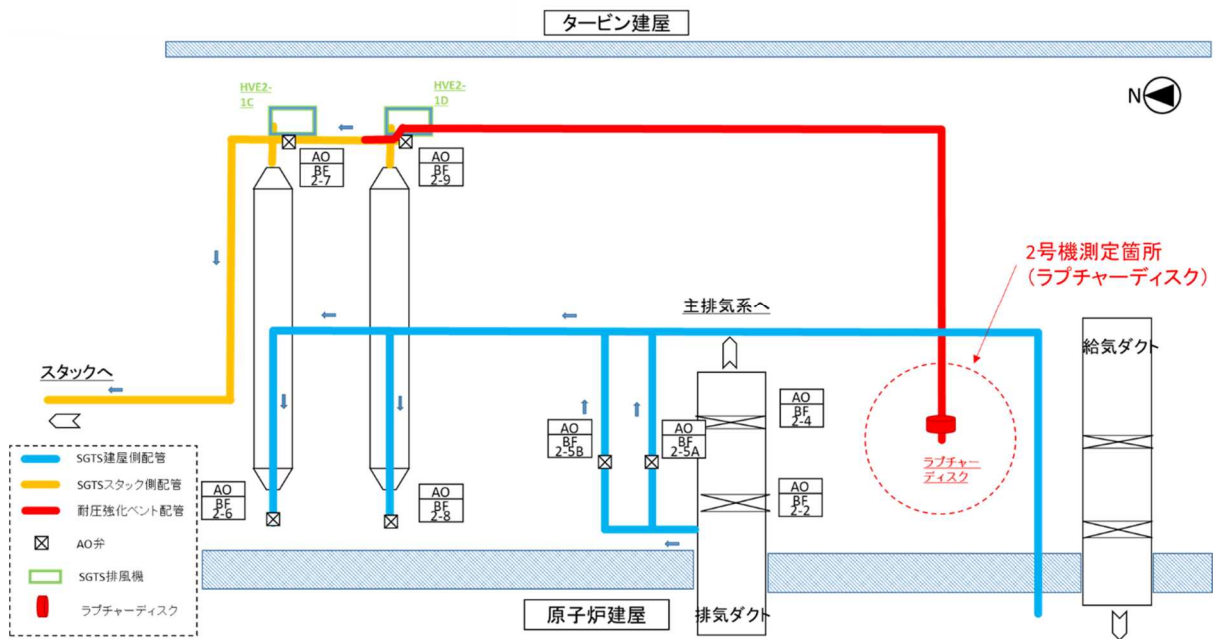 タービン建屋
HVE2-
1C
HVE2-
1D
N
AO
BF
2-7
AO
BF
2-9
2号機測定箇所
（ラプチャーディスク）
主排気系へ
給気ダクト
スタックへ
AO
BF
2-4
AO
BF
2-5B
AO
BF
2-5A
ラプチャー
ディスク
AO
BF
2-2
AO
BF
2-6
AO
BF
2-8
SGTS建屋側配管
SGTSスタック側配管
耐圧強化ベント配管
AO弁
SGTS排風機
ラプチャーディスク
原子炉建屋
排気ダクト